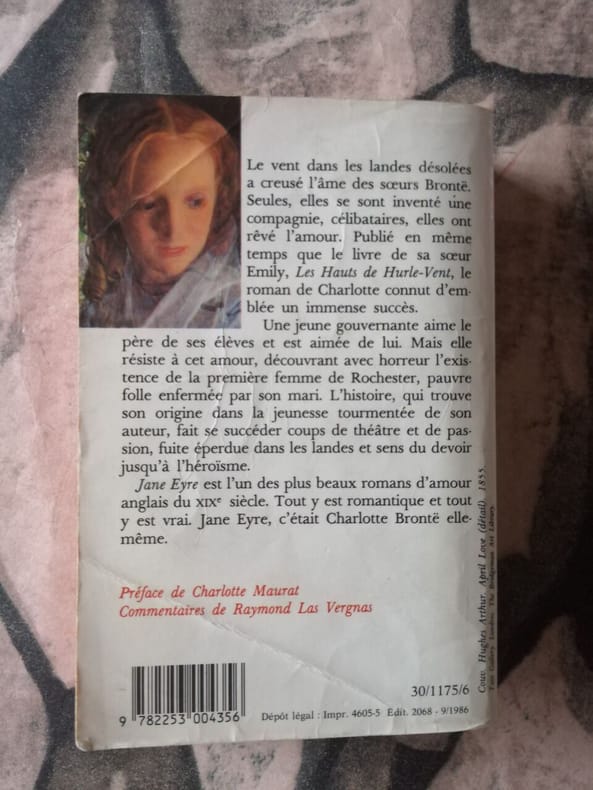 Le vent dans les landes désolées
a creusé l'âme des sœurs Brontë.
Seules, elles se sont inventé une
compagnie, célibataires, elles ont
rêvé l'amour. Publié en même
temps que le livre de sa sœur
Emily, Les Hauts de Hurle-Vent, le
roman de Charlotte connut d'em-
blée un immense succès.
Une jeune gouvernante aime le
père de ses élèves et est aimée de lui. Mais elle
résiste à cet amour, découvrant avec horreur l'exis-
tence de la première femme de Rochester, pauvre
folle enfermée par son mari. L'histoire, qui trouve
son origine dans la jeunesse tourmentée de son
auteur, fait se succéder coups de théâtre et de pas-
sion, fuite éperdue dans les landes et sens du devoir
jusqu'à l'héroïsme.
Jane Eyre est l'un des plus beaux romans d'amour
anglais du XIXe siècle. Tout y est romantique et tout
y est vrai. Jane Eyre, c'était Charlotte Brontë elle-
même.
Préface de Charlotte Maurat
Commentaires de Raymond Las Vergnas
30/1175/6
9 782253 004356
Dépôt légal : Impr. 4605-5 Édit. 2068 - 9/1986
Couv. Hughes Arthur, April Love (détail), 1855.
Tate Gallery, Londres. The Bridgeman Art Library.